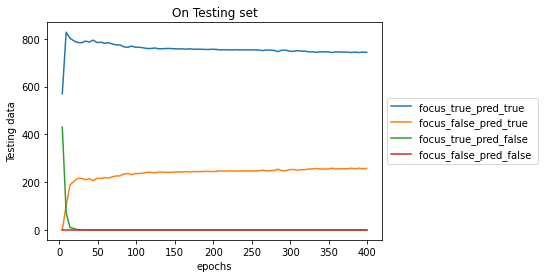 On Testing set
800
600
400
200
0
Testing data
0
50
100
150
200
250
300
350
400
epochs
focus_true_pred_true
focus_false_pred_true
focus_true_pred_false
focus_false_pred_false